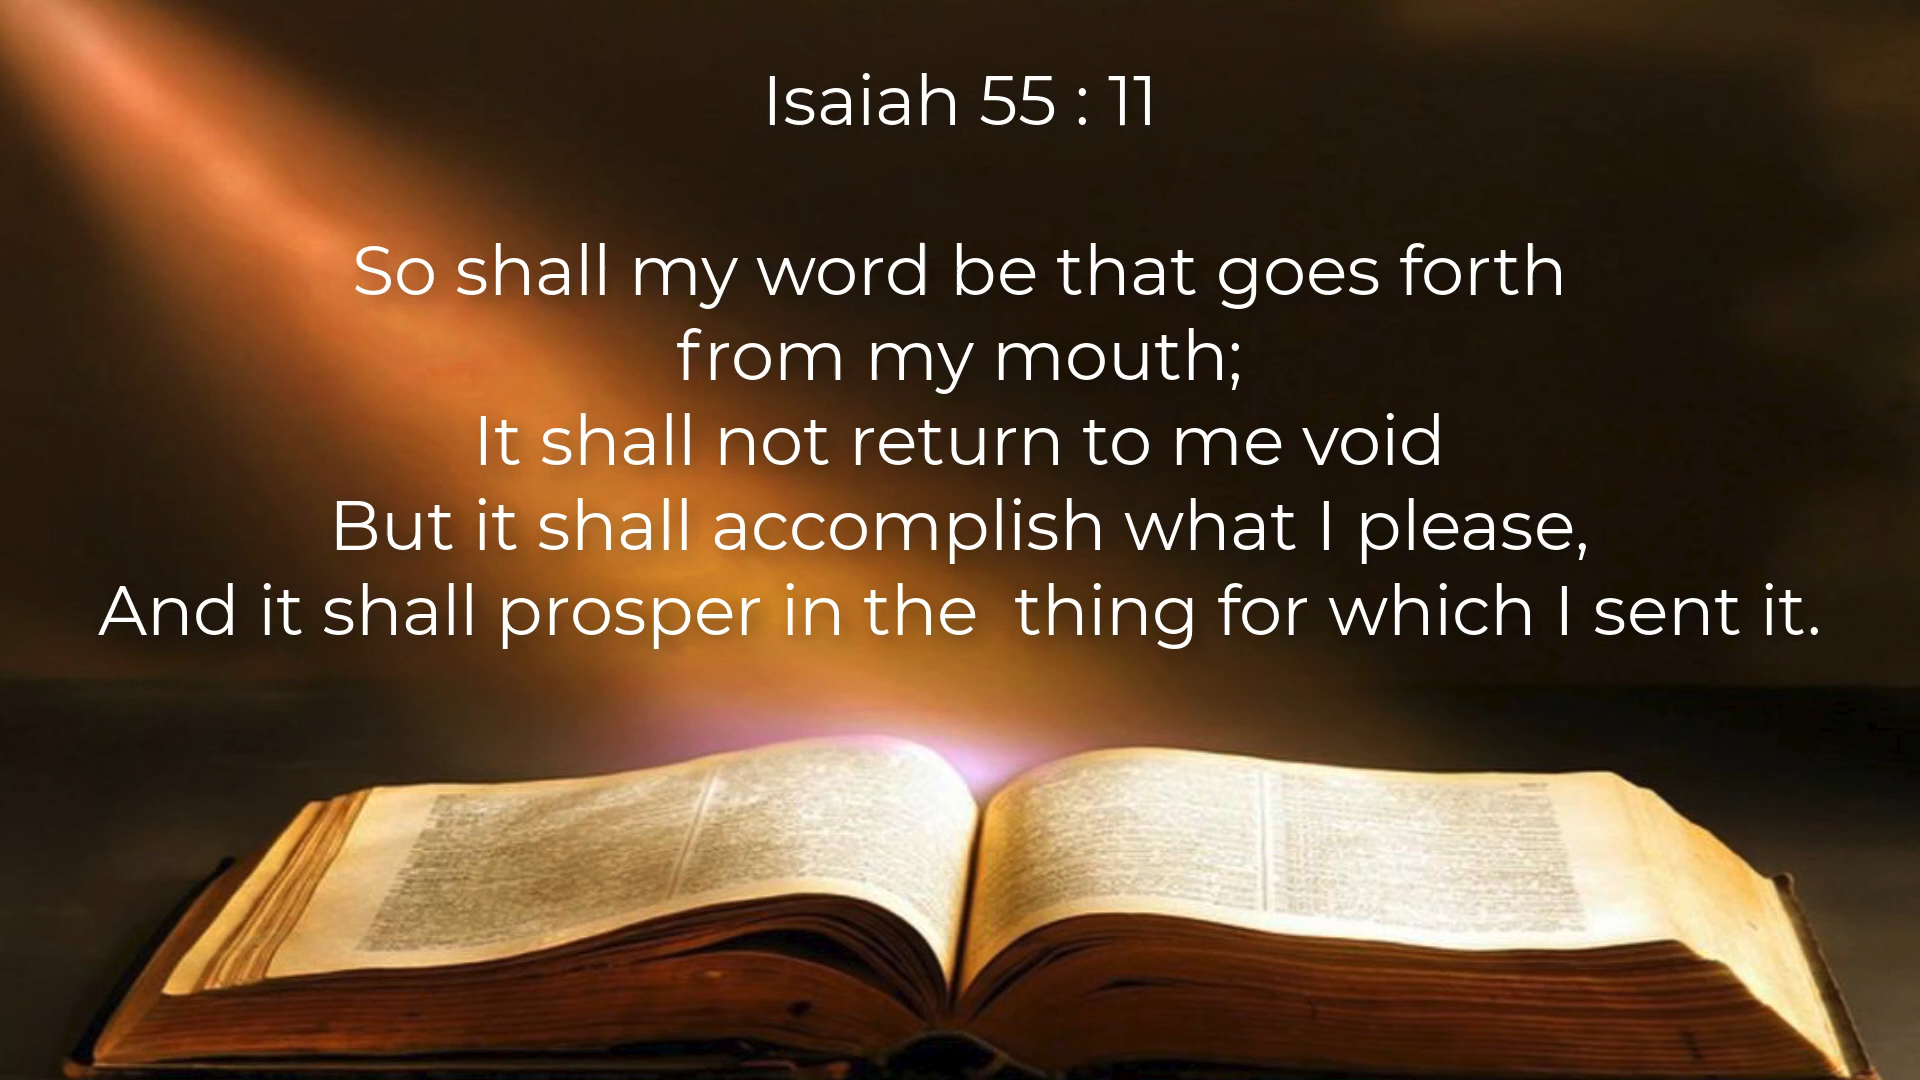 Isaiah 55 : 11
So shall my word be that goes forth
from my mouth;
It shall not return to me void
But it shall accomplish what I please,
And it shall prosper in the  thing for which I sent it.